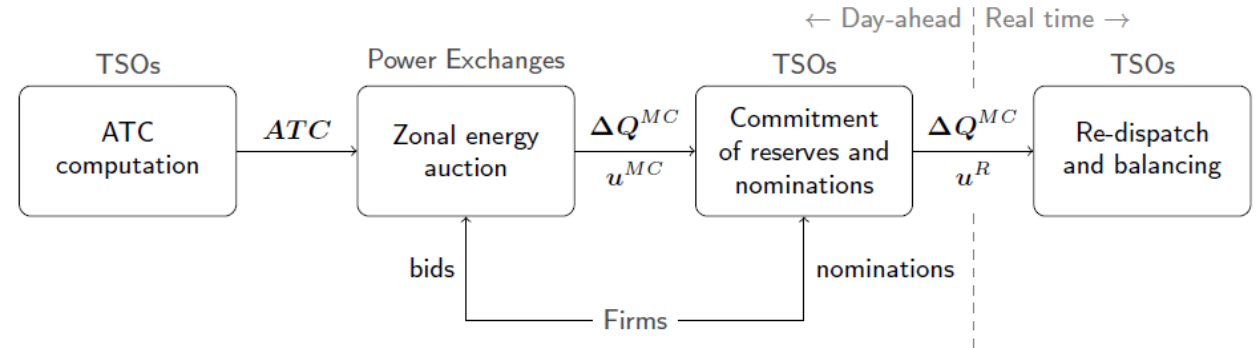 ← Day-ahead
Real time →
TSOs
Power Exchanges
TSOs
TSOs
ATC
computation
ATC
Zonal energy
auction
ΔQ^{MC}
u^{MC}
Commitment
of reserves and
nominations
ΔQ^{MC}
u^{R}
Re-dispatch
and balancing
bids
nominations
Firms